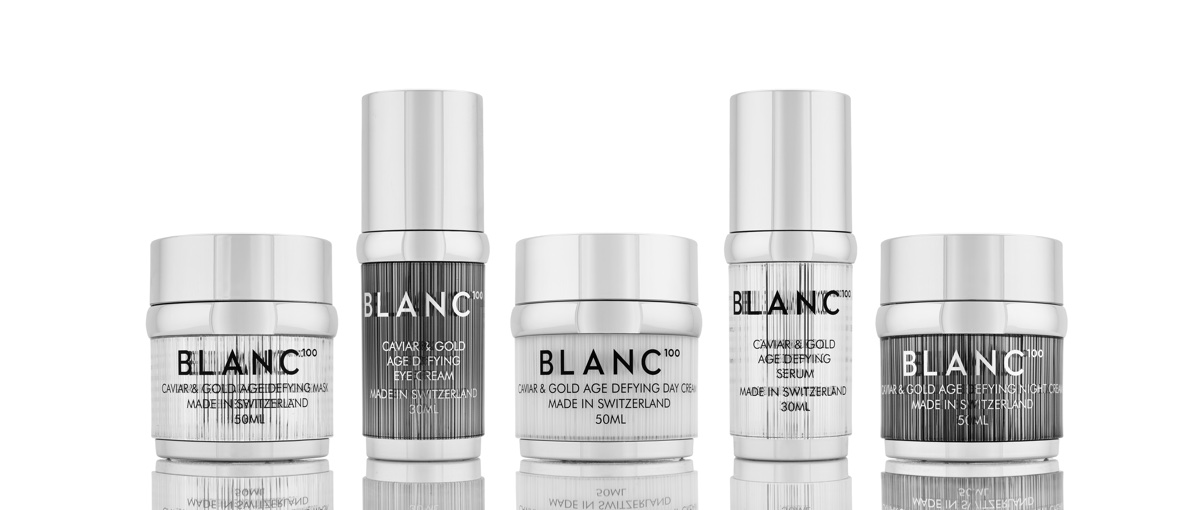 BLANC¹⁰⁰
CAVIAR & GOLD AGE DEFYING MASK
MADE IN SWITZERLAND
50ML
BLANC¹⁰⁰
CAVIAR & GOLD
AGE DEFYING
EYE CREAM
MADE IN SWITZERLAND
30ML
BLANC¹⁰⁰
CAVIAR & GOLD AGE DEFYING DAY CREAM
MADE IN SWITZERLAND
50ML
BLANC¹⁰⁰
CAVIAR & GOLD
AGE DEFYING
SERUM
MADE IN SWITZERLAND
30ML
BLANC¹⁰⁰
CAVIAR & GOLD AGE DEFYING NIGHT CREAM
MADE IN SWITZERLAND
50ML